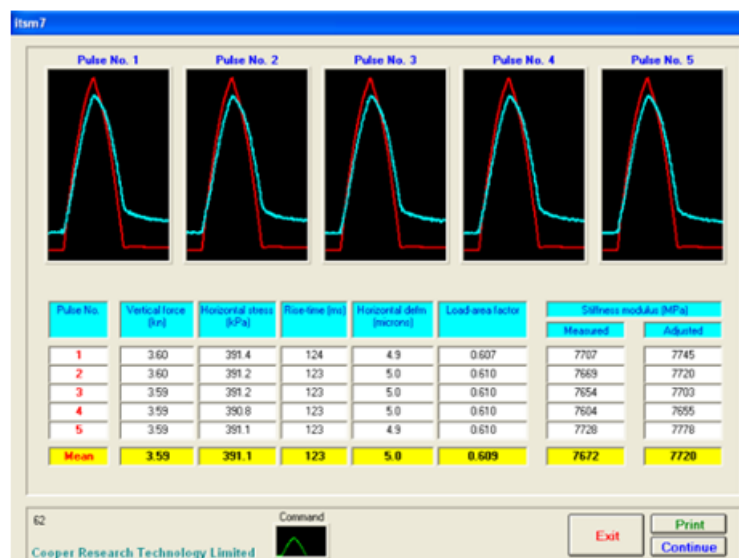 itsm7
Pulse No. 1 Pulse No. 2 Pulse No. 3 Pulse No. 4 Pulse No. 5
Pulse No. Vertical force (kn) Horizontal stress (kPa) Rise-time (ms) Horizontal defm (microns) Load-area factor Stiffness modulus (MPa)
Measured Adjusted
1 3.60 391.4 124 4.9 0.607 7707 7745
2 3.60 391.2 123 5.0 0.610 7669 7720
3 3.59 391.2 123 5.0 0.610 7654 7703
4 3.59 390.8 123 5.0 0.610 7604 7655
5 3.59 391.1 123 4.9 0.610 7728 7778
Mean 3.59 391.1 123 5.0 0.609 7672 7720
62
Command
Exit
Print
Cooper Research Technology Limited
Continue